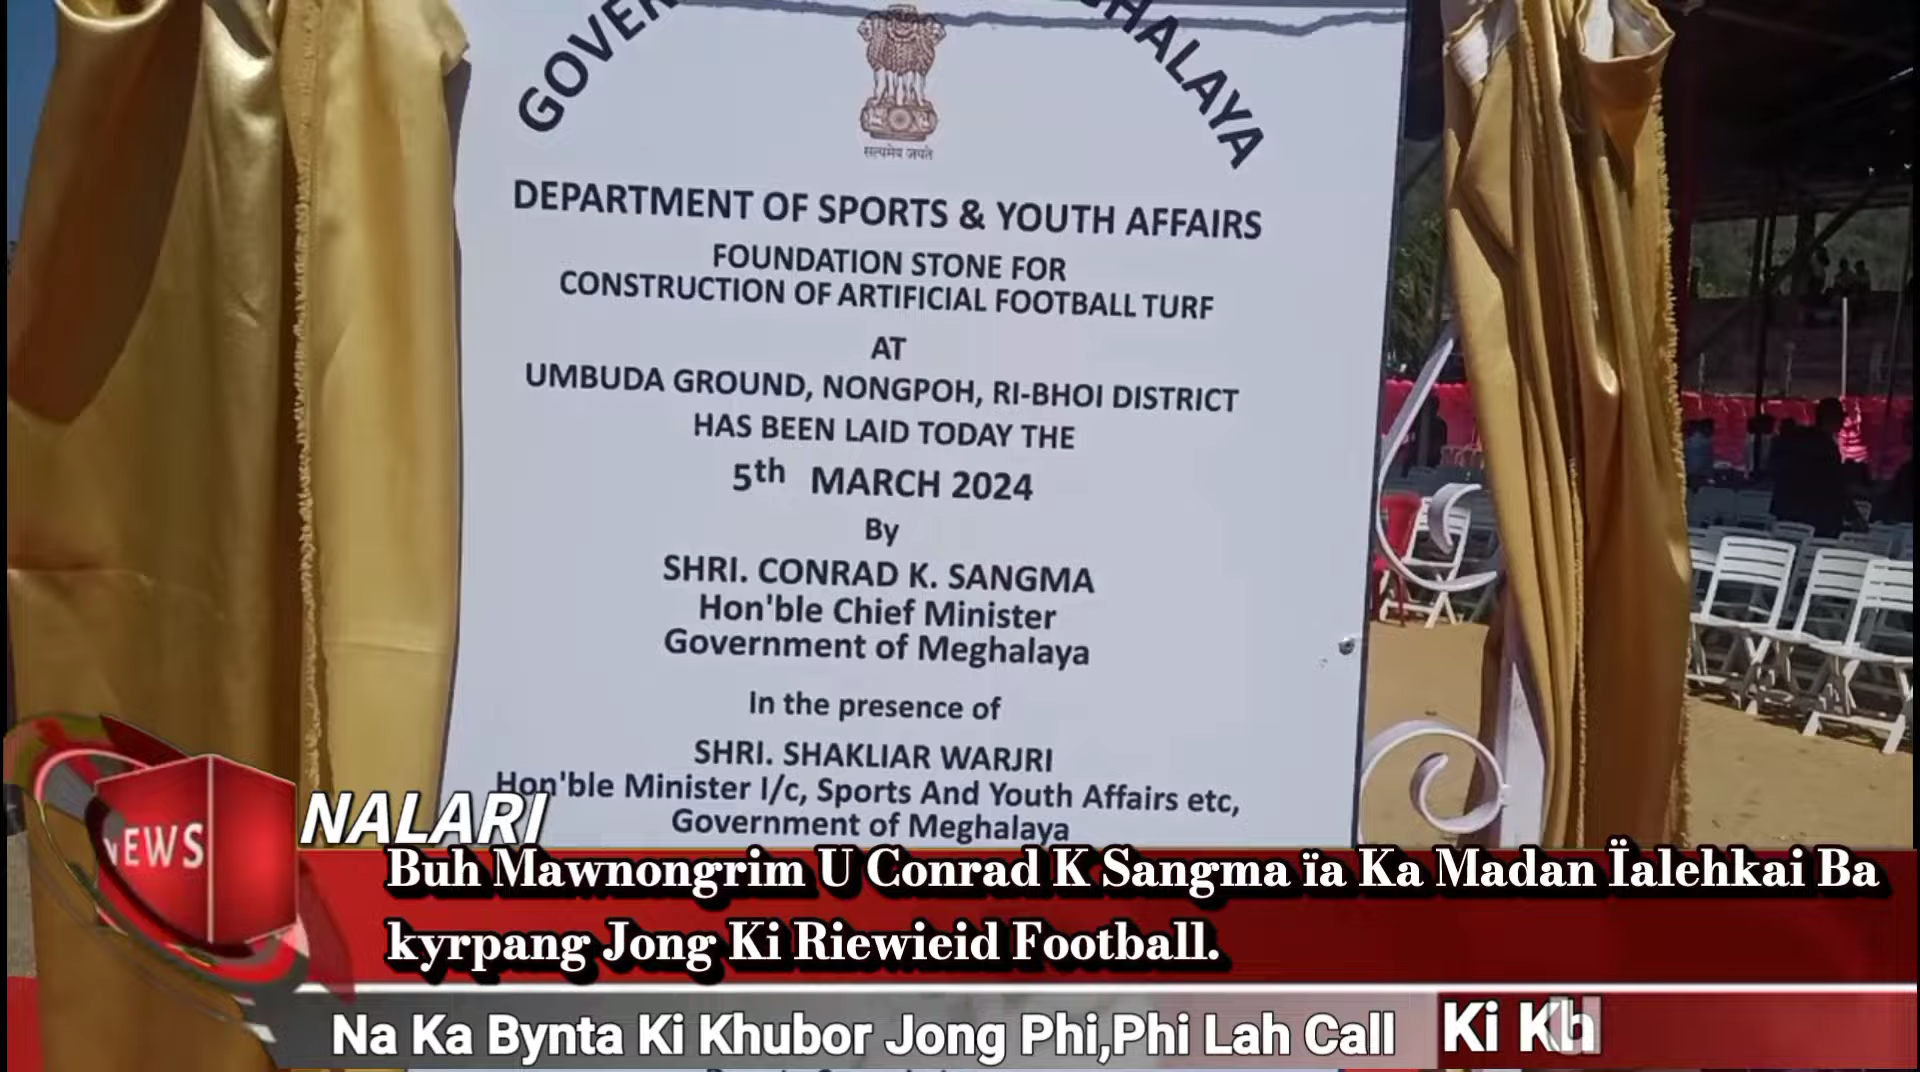 GOVER
GHALAYA
सत्यमेव जयते
DEPARTMENT OF SPORTS & YOUTH AFFAIRS
FOUNDATION STONE FOR
CONSTRUCTION OF ARTIFICIAL FOOTBALL TURF
AT
UMBUDA GROUND, NONGPOH, RI-BHOI DISTRICT
HAS BEEN LAID TODAY THE
5th MARCH 2024
By
SHRI. CONRAD K. SANGMA
Hon'ble Chief Minister
Government of Meghalaya
In the presence of
SHRI. SHAKLIAR WARJRI
Hon'ble Minister I/c, Sports And Youth Affairs etc,
Government of Meghalaya
NALARI
NEWS
Buh Mawnongrim U Conrad K Sangma ïa Ka Madan Ïalehkai Ba
kyrpang Jong Ki Riewieid Football.
Na Ka Bynta Ki Khubor Jong Phi,Phi Lah Call
Ki Kh